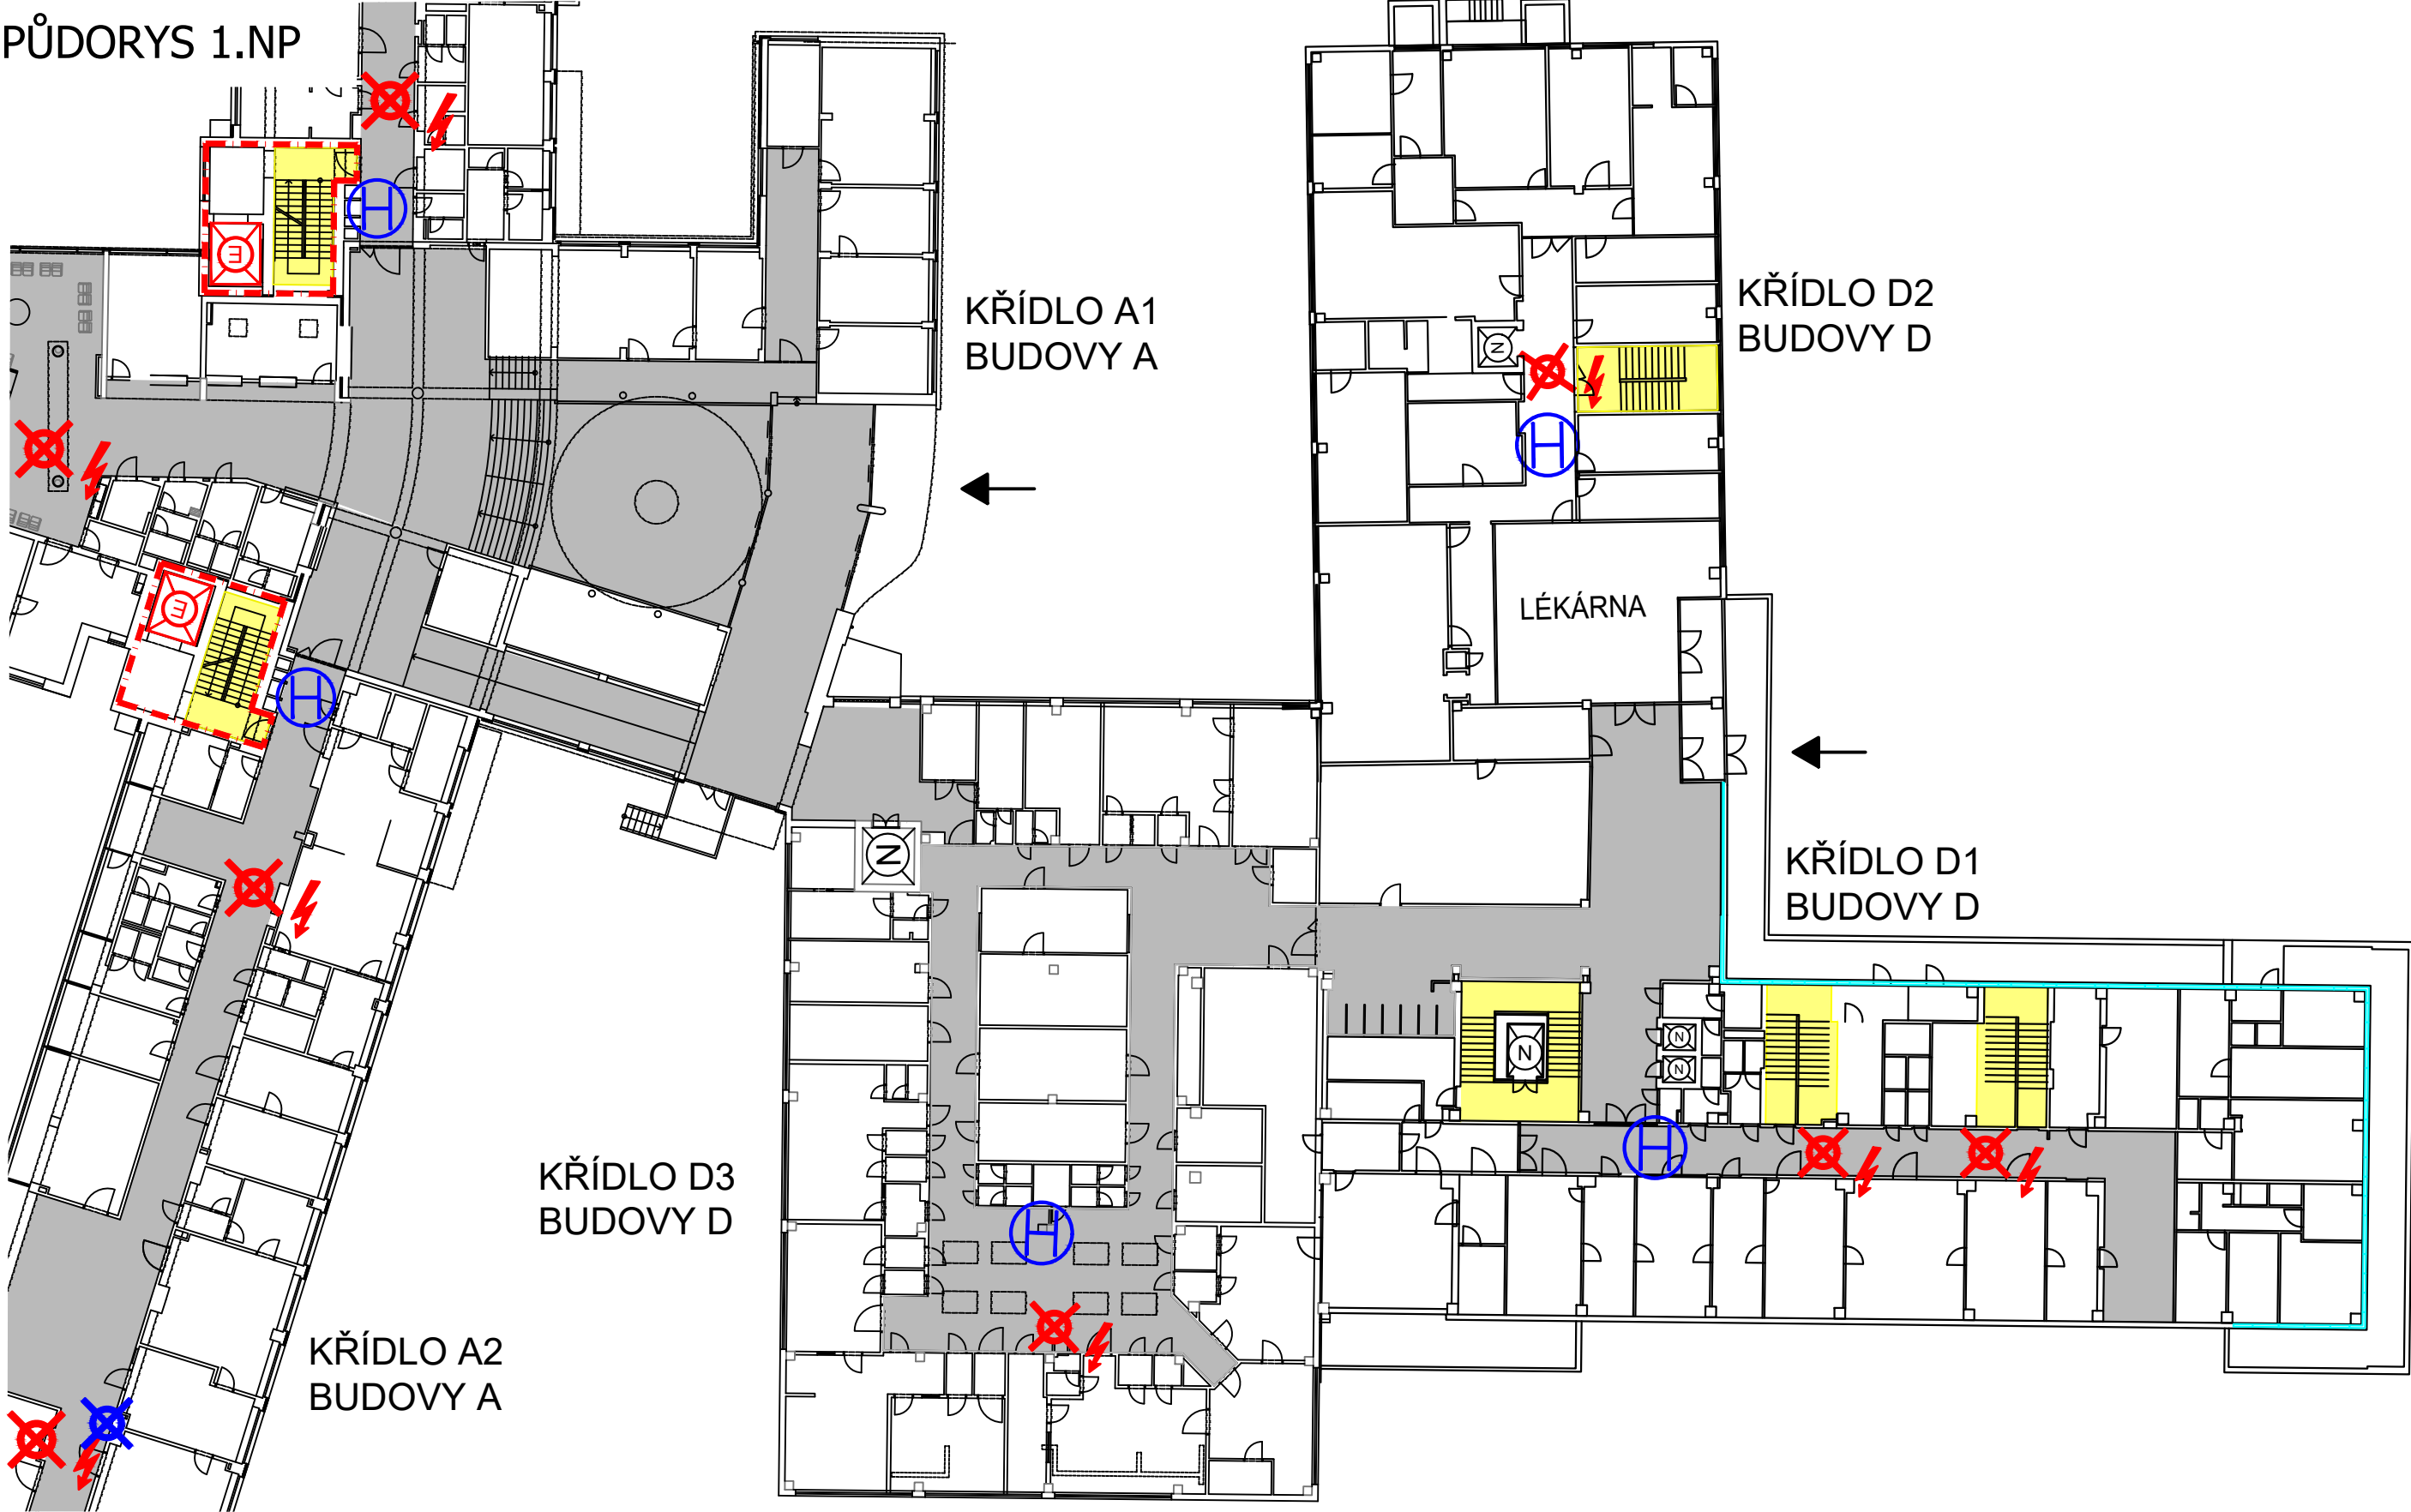 PŮDORYS 1.NP
H
E
KŘÍDLO A1
BUDOVY A
KŘÍDLO D2
BUDOVY D
N
H
E
H
LÉKÁRNA
N
KŘÍDLO D1
BUDOVY D
N
N
N
H
KŘÍDLO D3
BUDOVY D
H
KŘÍDLO A2
BUDOVY A